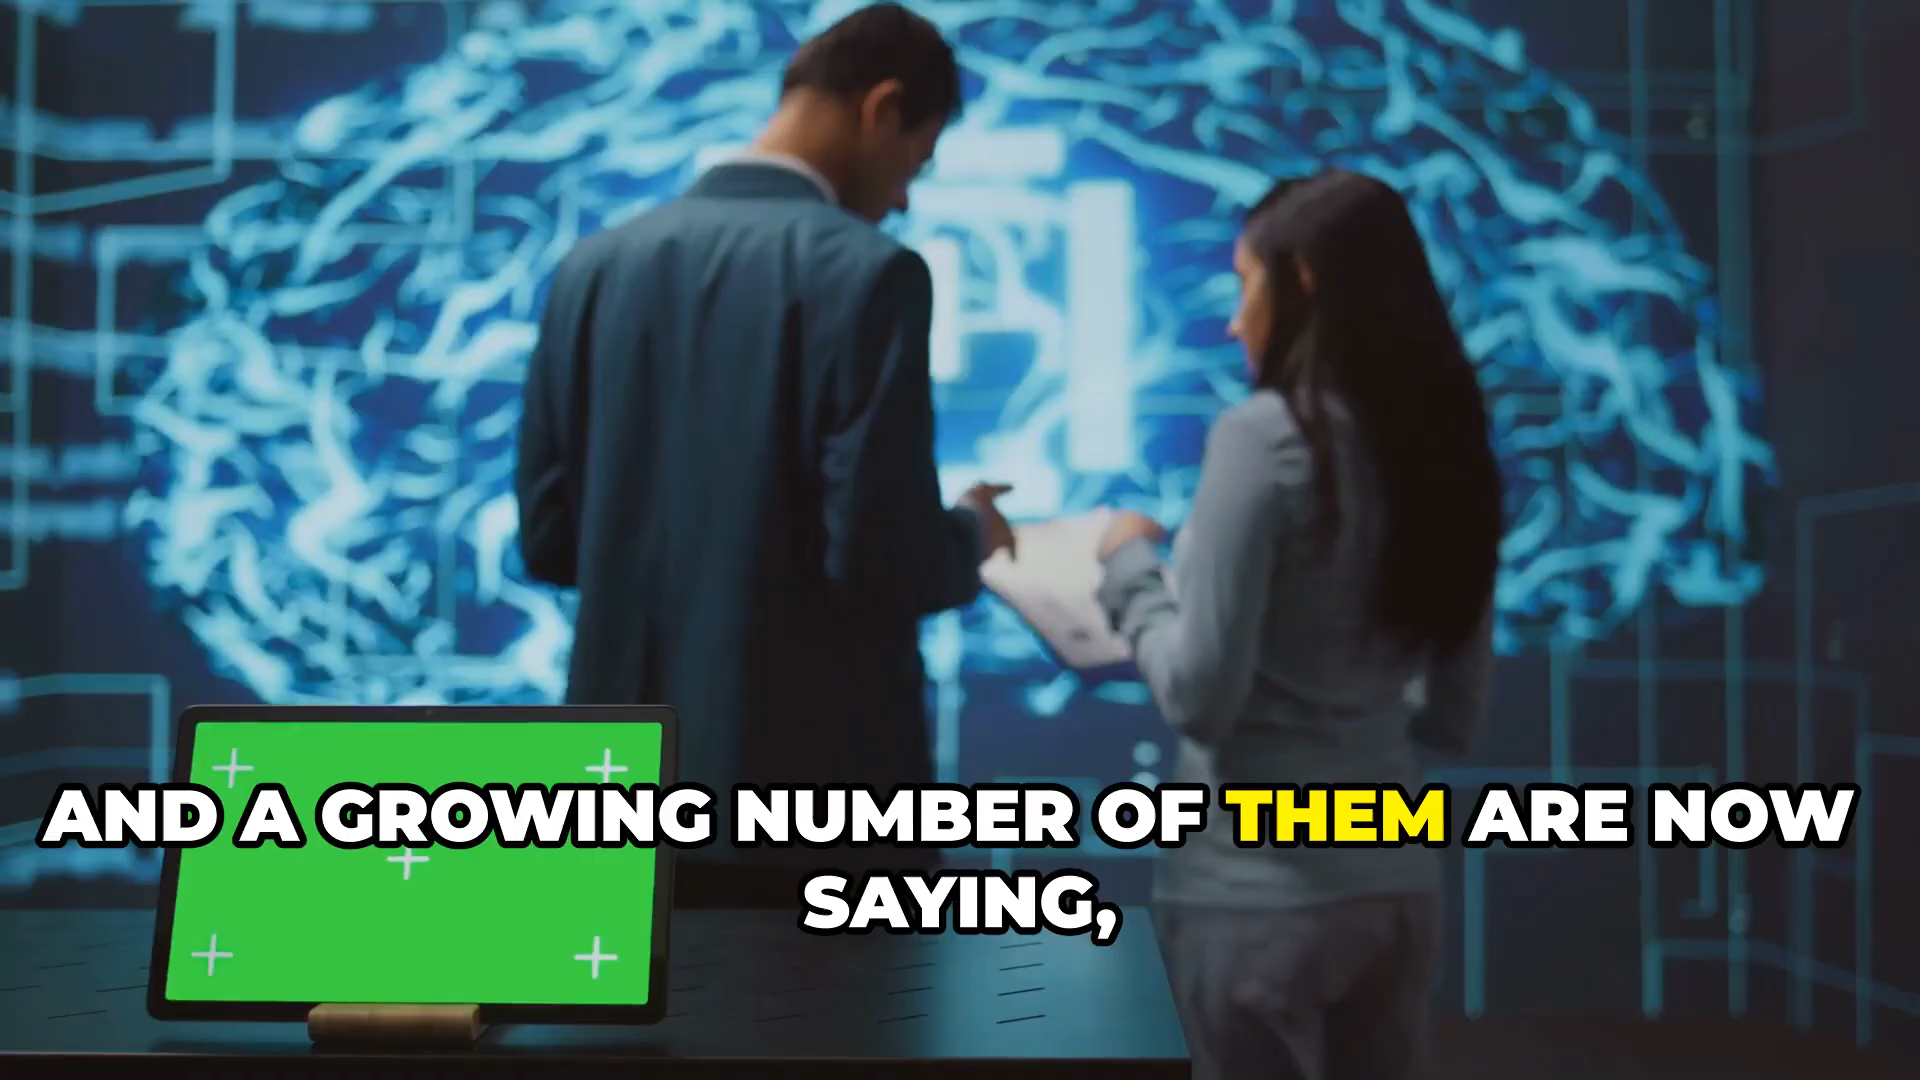 AND A GROWING NUMBER OF THEM ARE NOW
SAYING,